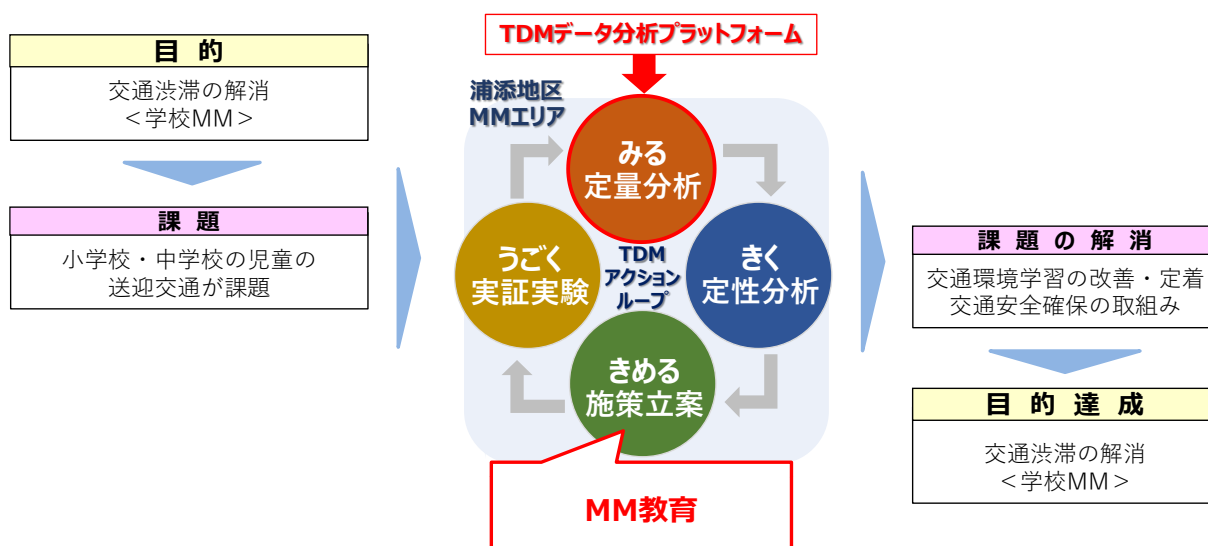 目的
交通渋滞の解消
＜学校MM＞
課題
小学校・中学校の児童の
送迎交通が課題
TDMデータ分析プラットフォーム
浦添地区
MMエリア
みる
定量分析
きく
定性分析
きめる
施策立案
うごく
実証実験
TDM
アクション
ループ
MM教育
課題の解消
交通環境学習の改善・定着
交通安全確保の取組み
目的達成
交通渋滞の解消
＜学校MM＞